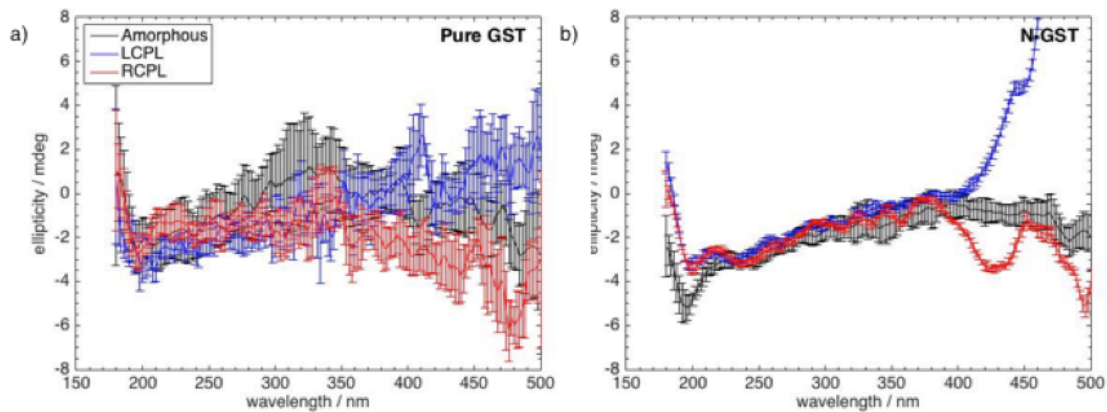 a)
Pure GST
Amorphous
LCPL
RCPL
8
6
4
2
0
-2
-4
-6
-8
ellipticity / mdeg
150 200 250 300 350 400 450 500
wavelength / nm
b)
N-GST
8
6
4
2
0
-2
-4
-6
-8
150 200 250 300 350 400 450 500
wavelength / nm